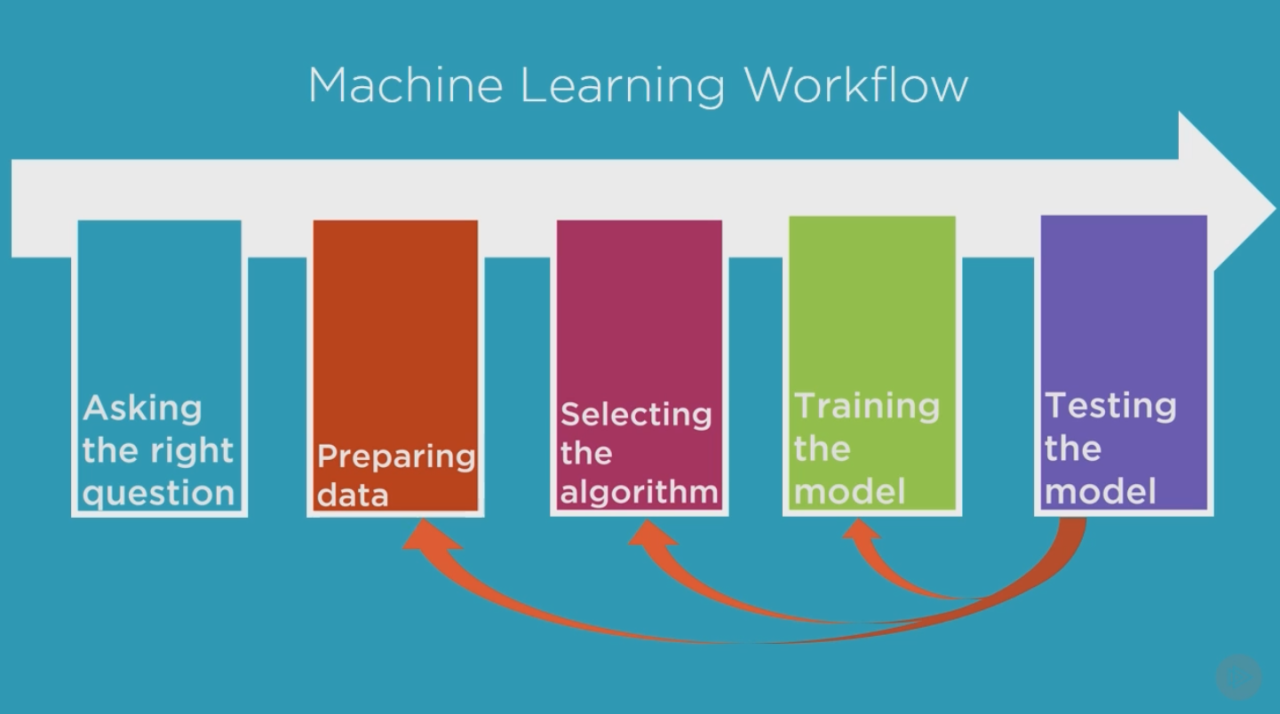 Machine Learning Workflow
Asking
the right
question
Preparing
data
Selecting
the
algorithm
Training
the
model
Testing
the
model